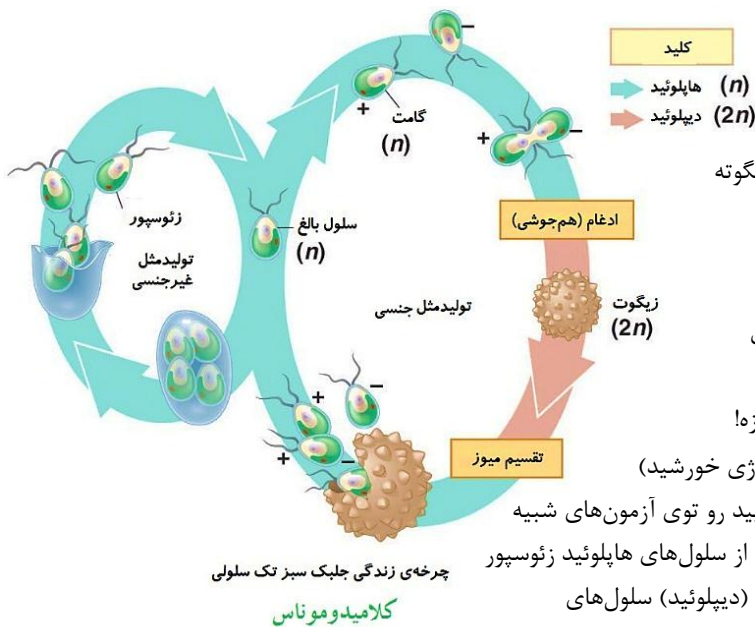 کلید
هاپلوئید (n)
دیپلوئید (2n)
+
−
گامت
(n)
+
−
ادغام (هم‌جوشی)
زیگوت
(2n)
تقسیم میوز
تولیدمثل جنسی
سلول بالغ
(n)
زئوسپور
تولیدمثل
غیرجنسی
−
+
+
−
چرخه‌ی زندگی جلبک سبز تک سلولی
کلامیدوموناس
زه!
ژی خورشید)
ید رو توی آزمون‌های شبیه
از سلول‌های هاپلوئید زئوسپور
(دیپلوئید) سلول‌های